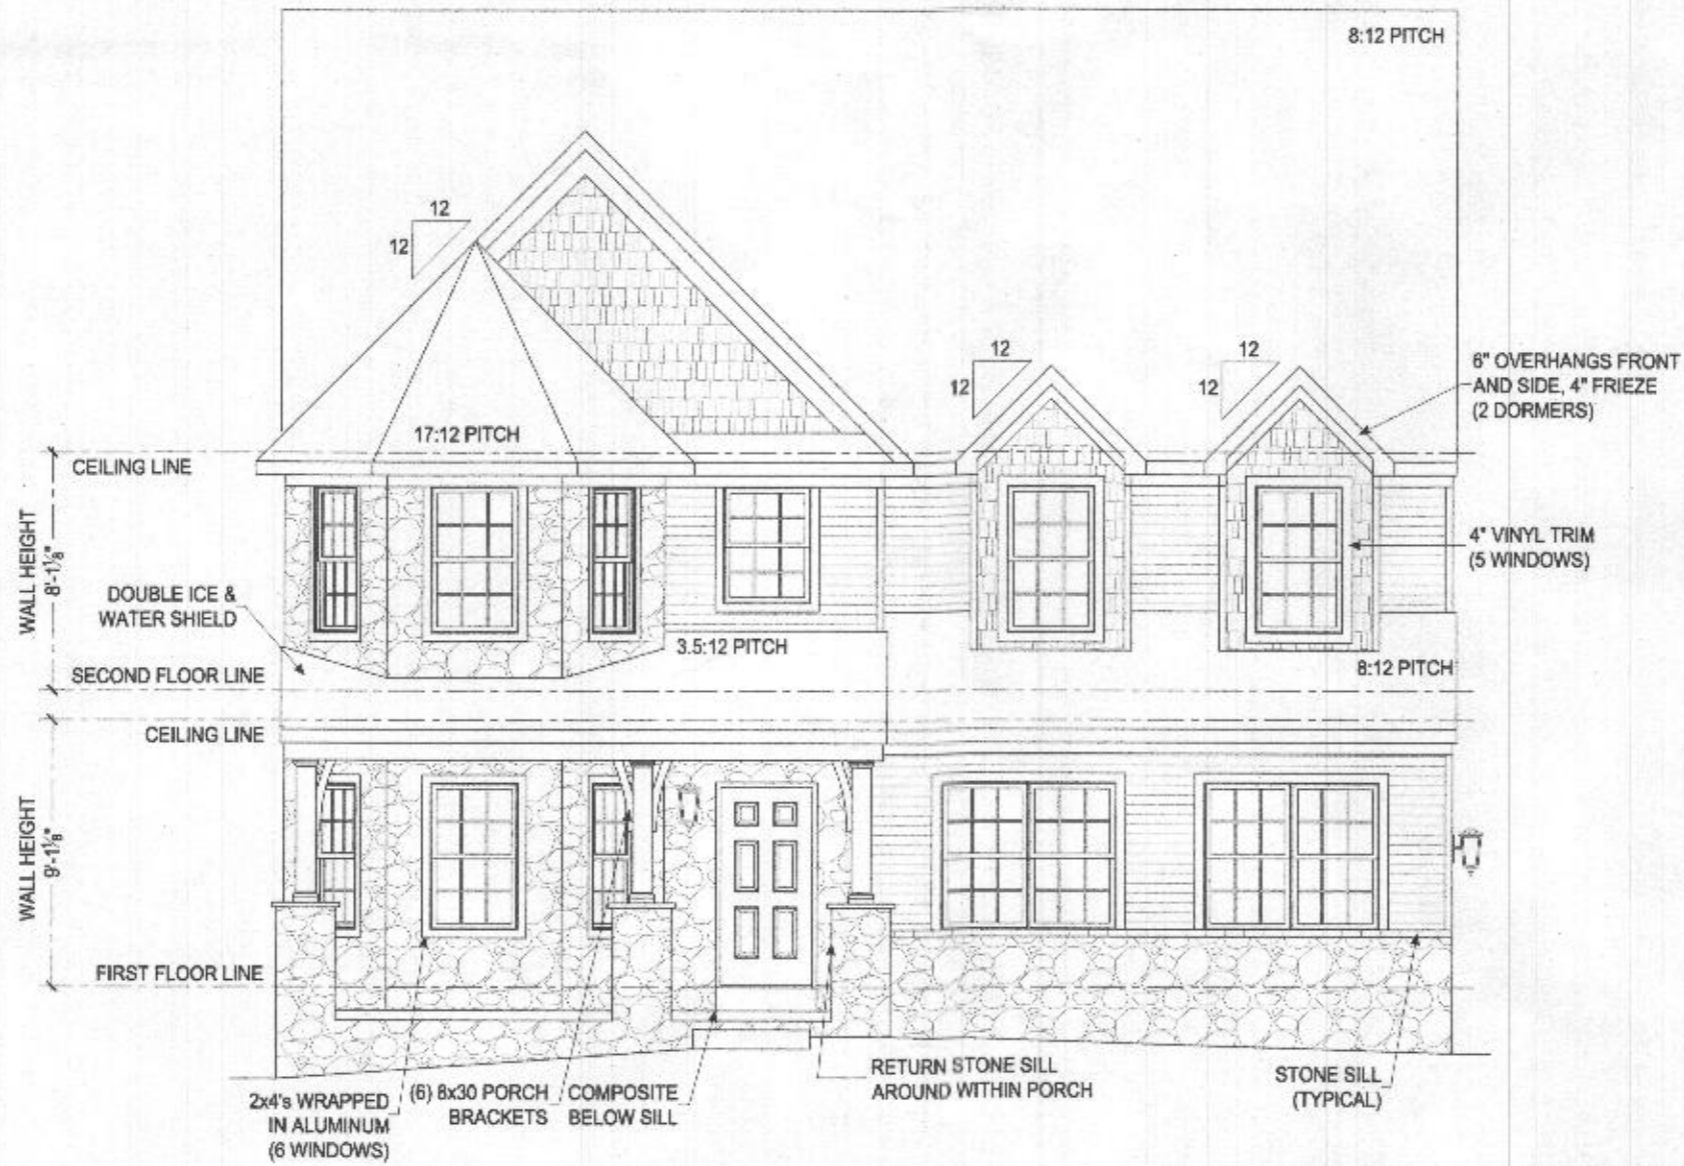 8:12 PITCH
12
12
12
12
12
12
6" OVERHANGS FRONT
AND SIDE, 4" FRIEZE
(2 DORMERS)
17:12 PITCH
CEILING LINE
WALL HEIGHT
8'-1⅛"
4" VINYL TRIM
(5 WINDOWS)
DOUBLE ICE &
WATER SHIELD
3.5:12 PITCH
8:12 PITCH
SECOND FLOOR LINE
CEILING LINE
WALL HEIGHT
9'-1⅛"
FIRST FLOOR LINE
2x4's WRAPPED
IN ALUMINUM
(6 WINDOWS)
(6) 8x30 PORCH
BRACKETS
COMPOSITE
BELOW SILL
RETURN STONE SILL
AROUND WITHIN PORCH
STONE SILL
(TYPICAL)